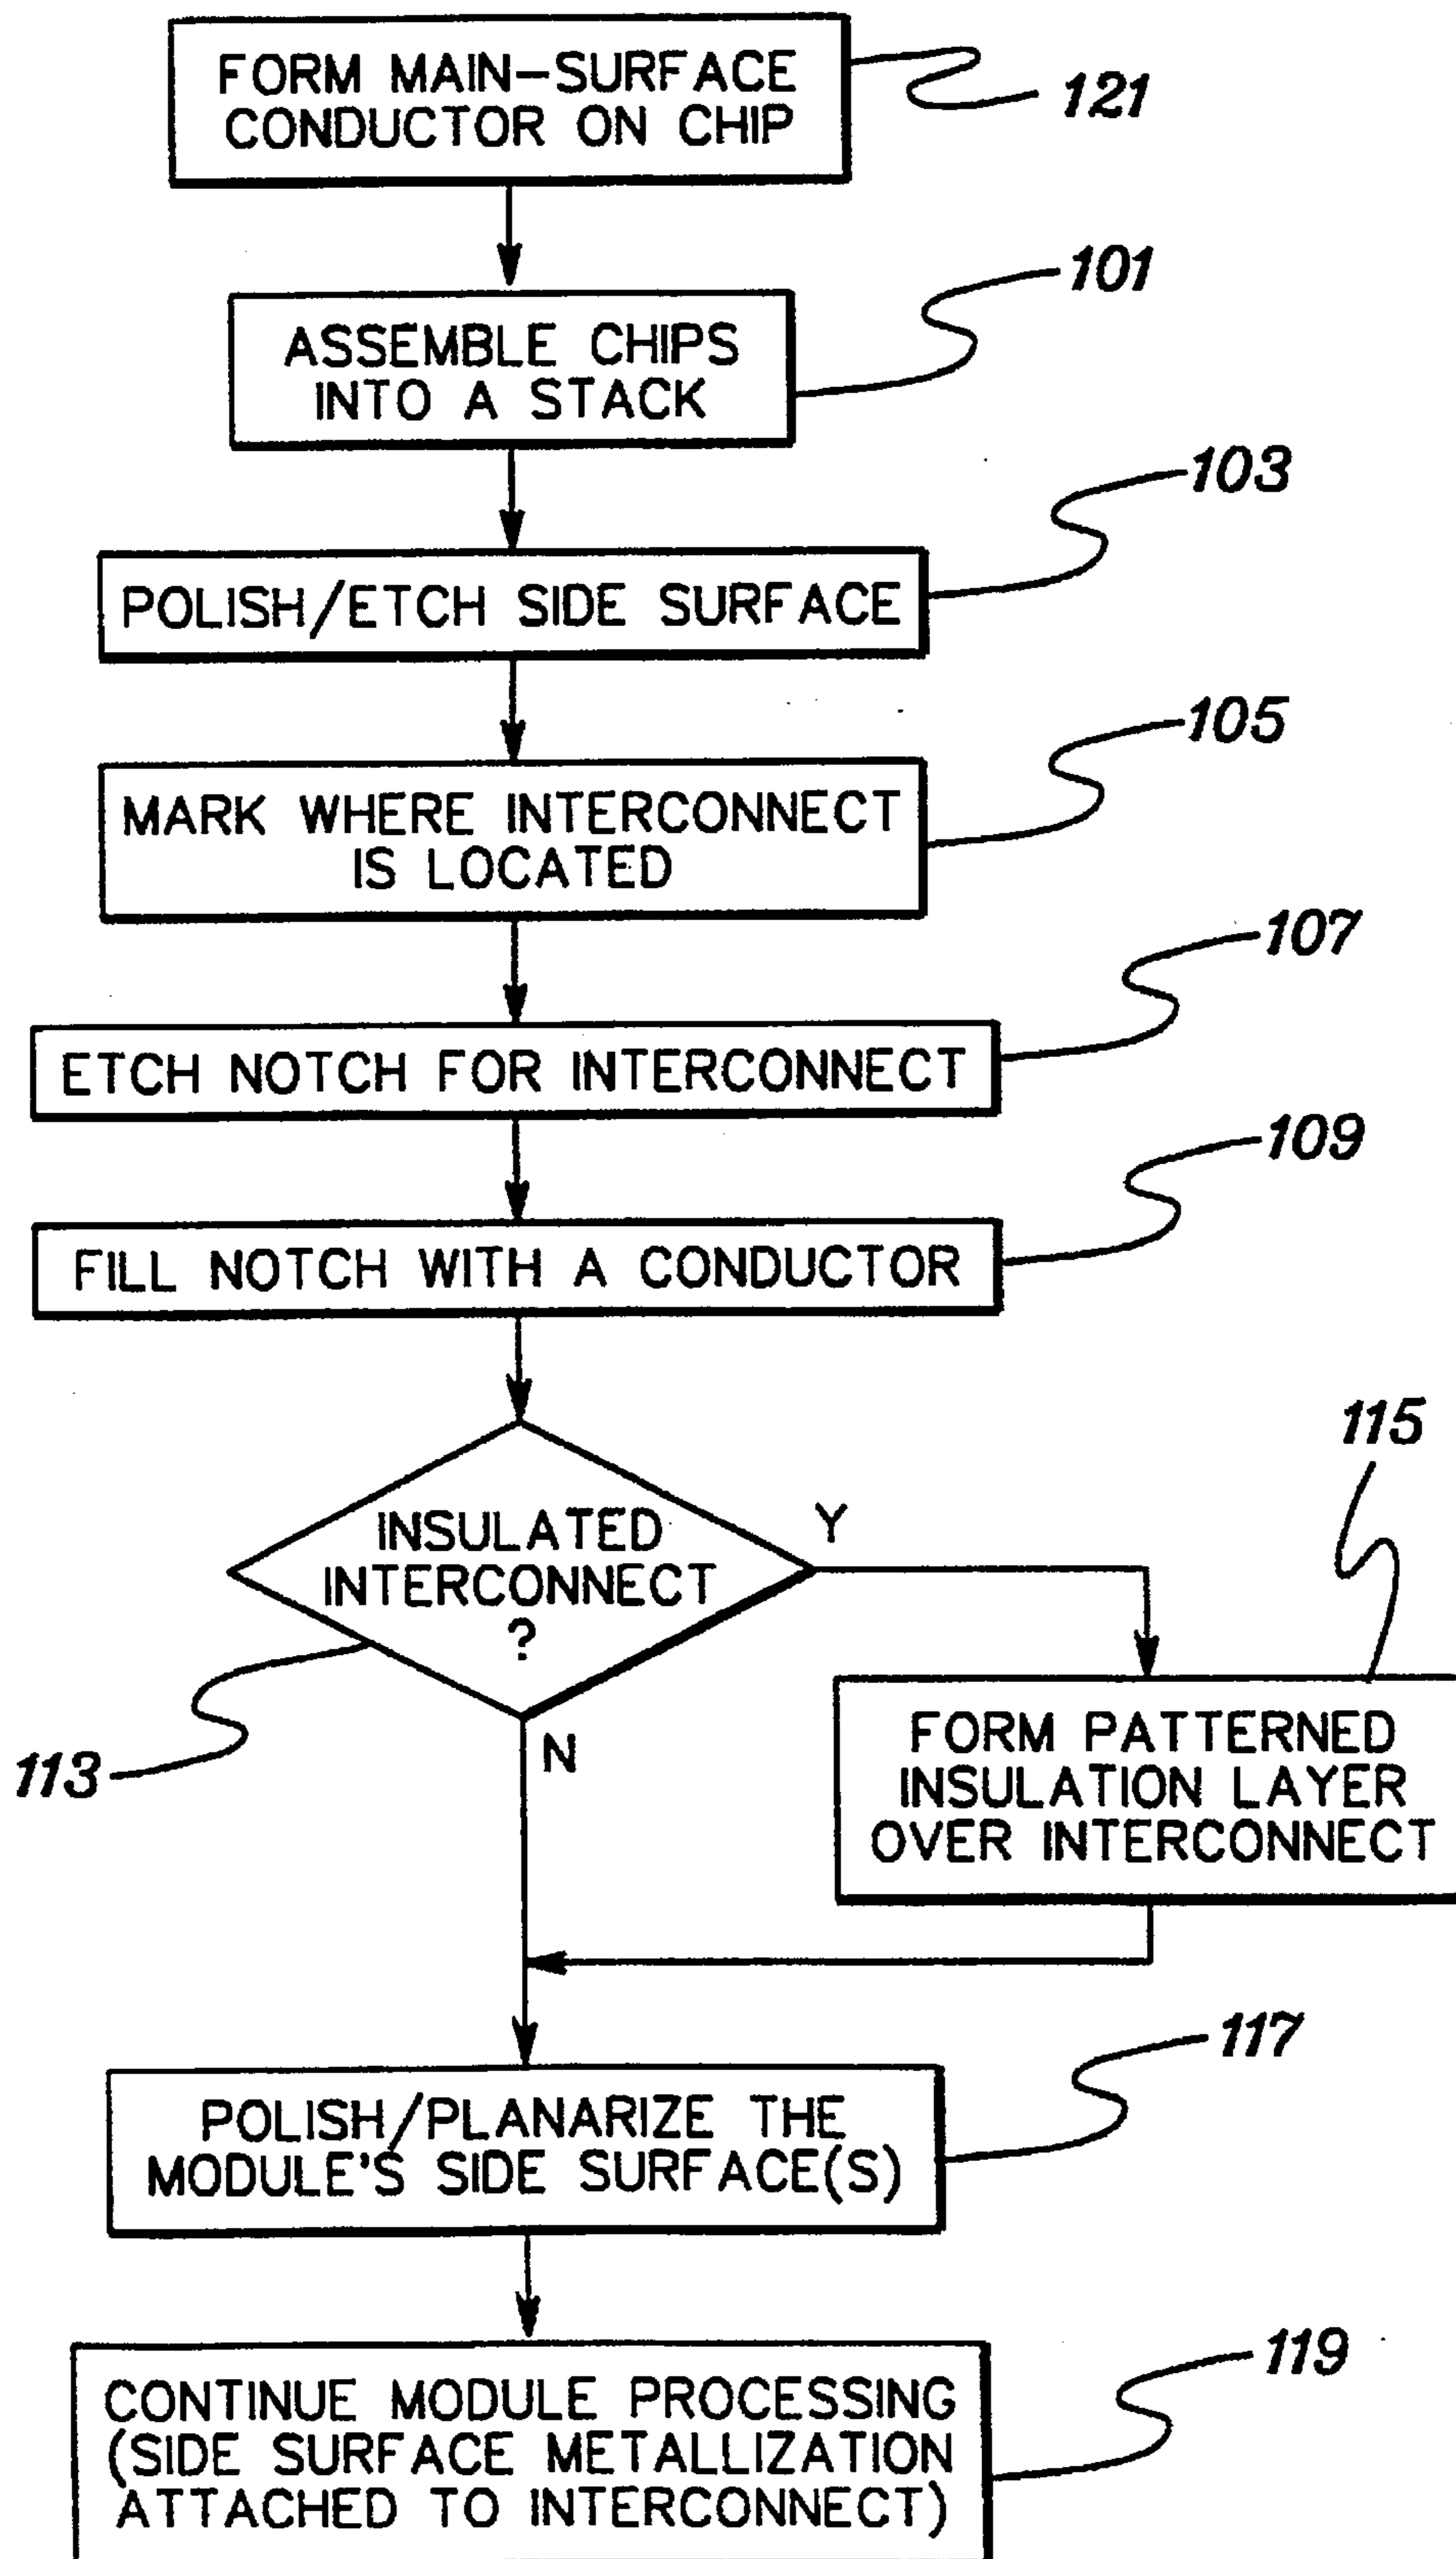 FORM MAIN-SURFACE
CONDUCTOR ON CHIP
121
ASSEMBLE CHIPS
INTO A STACK
101
POLISH/ETCH SIDE SURFACE
103
MARK WHERE INTERCONNECT
IS LOCATED
105
ETCH NOTCH FOR INTERCONNECT
107
FILL NOTCH WITH A CONDUCTOR
109
INSULATED
INTERCONNECT
?
Y
N
113
115
FORM PATTERNED
INSULATION LAYER
OVER INTERCONNECT
POLISH/PLANARIZE THE
MODULE'S SIDE SURFACE(S)
117
CONTINUE MODULE PROCESSING
(SIDE SURFACE METALLIZATION
ATTACHED TO INTERCONNECT)
119